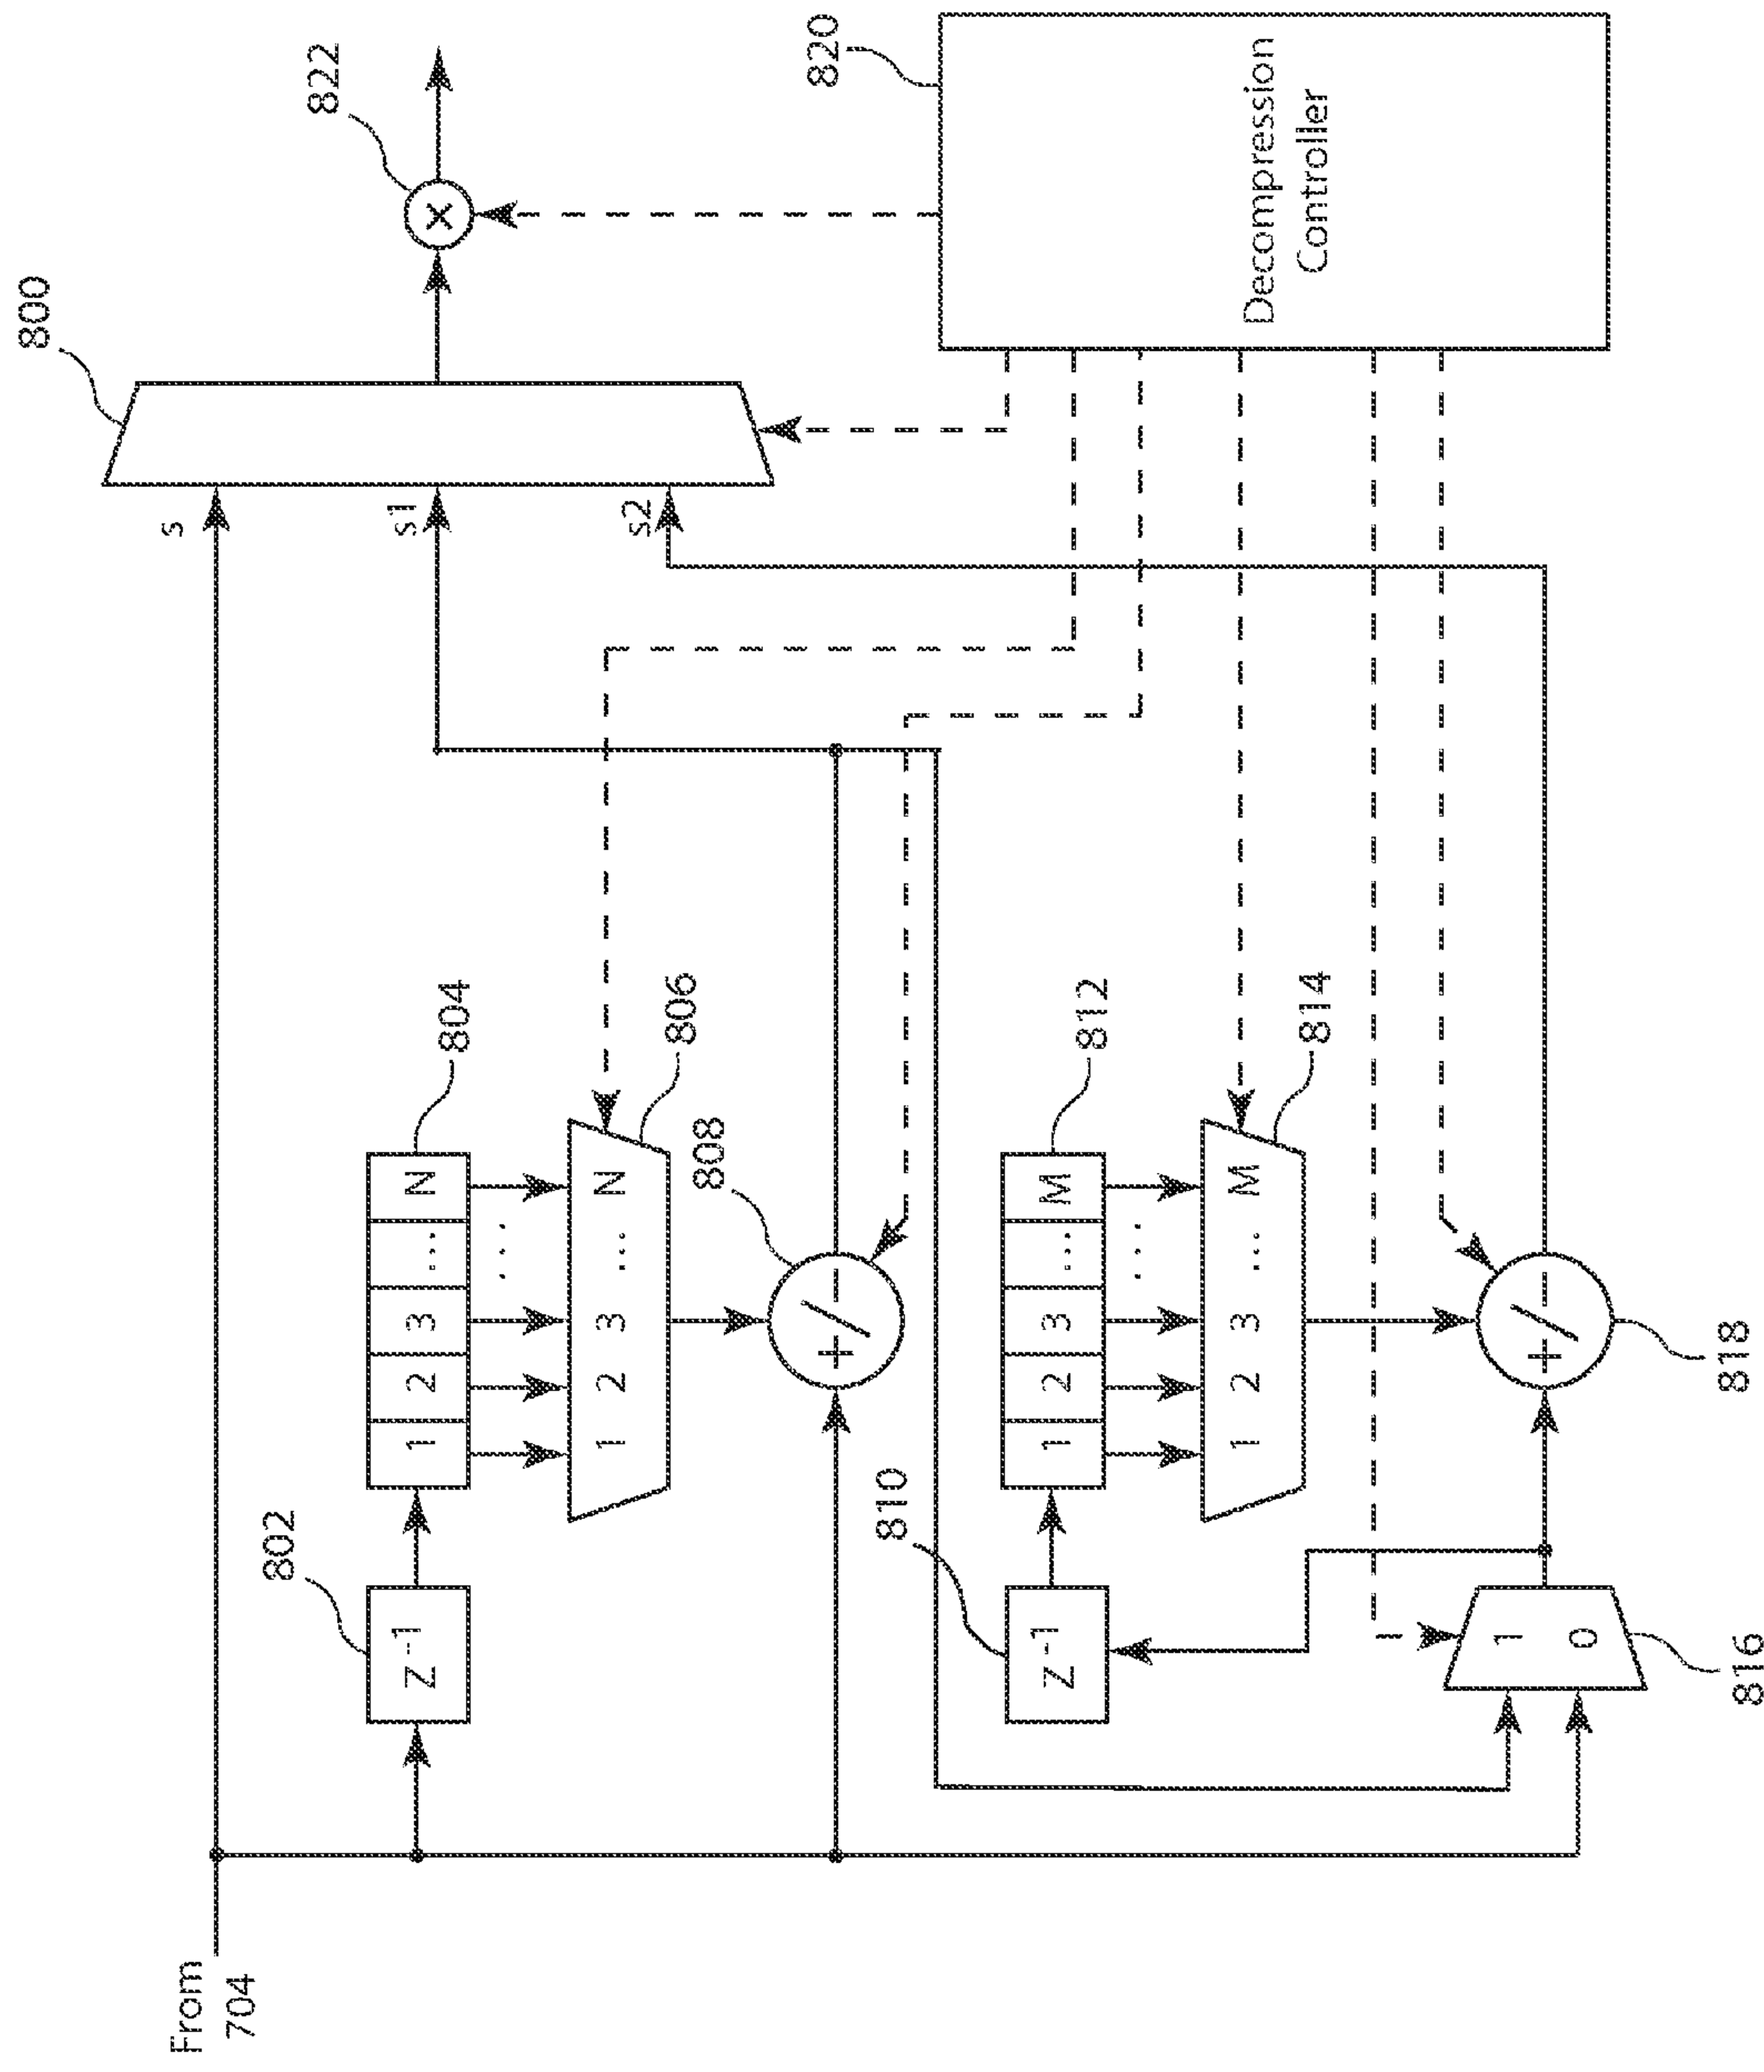 From
704
800
822
s
s1
s2
802
Z⁻¹
1 2 3 ... N
804
...
1 2 3 ... N
806
808
+/−
820
Decompression
Controller
810
Z⁻¹
1 2 3 ... M
812
...
1 2 3 ... M
814
816
1
0
+/−
818